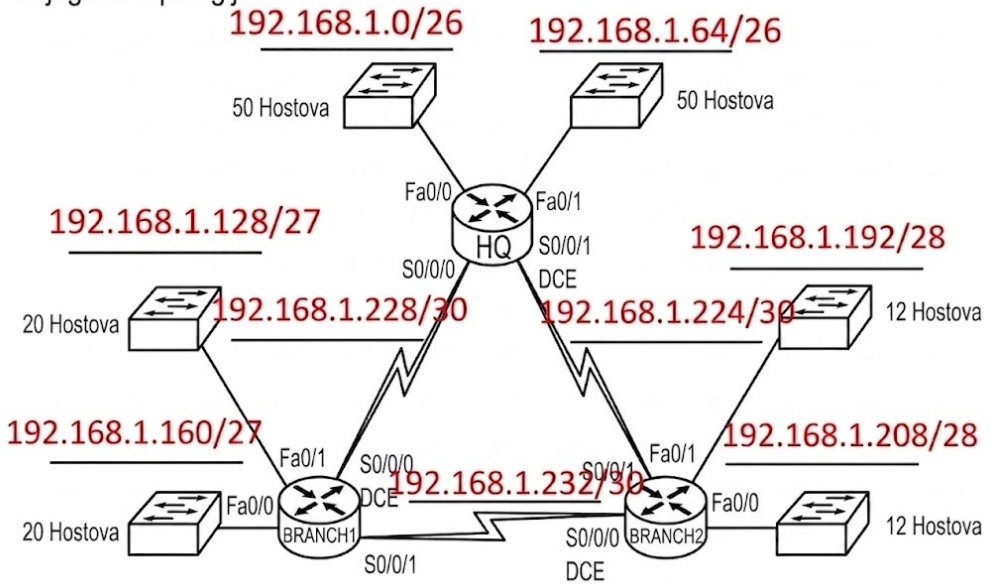 192.168.1.0/26
192.168.1.64/26
50 Hostova
50 Hostova
Fa0/0
Fa0/1
HQ
S0/0/1
DCE
S0/0/0
192.168.1.128/27
192.168.1.192/28
20 Hostova
192.168.1.228/30
192.168.1.224/30
12 Hostova
192.168.1.160/27
192.168.1.208/28
Fa0/1
S0/0/0
DCE
192.168.1.232/30
S0/0/1
Fa0/1
Fa0/0
Fa0/0
20 Hostova
BRANCH1
S0/0/1
S0/0/0
DCE
BRANCH2
12 Hostova